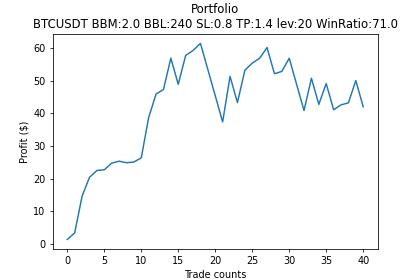 Portfolio
BTCUSDT BBM:2.0 BBL:240 SL:0.8 TP:1.4 lev:20 WinRatio:71.0
60
50
40
30
20
10
0
Profit ($)
0 5 10 15 20 25 30 35 40
Trade counts